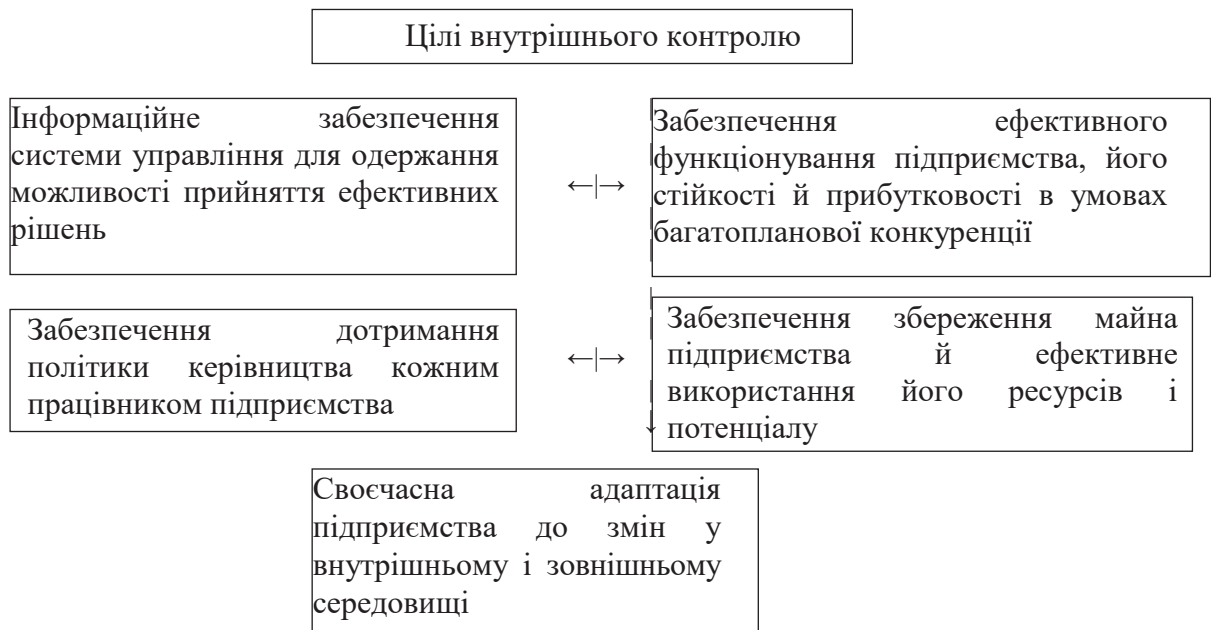 Цілі внутрішнього контролю
Інформаційне забезпечення
системи управління для одержання
можливості прийняття ефективних
рішень
←|→
Забезпечення ефективного
функціонування підприємства, його
стійкості й прибутковості в умовах
багатопланової конкуренції
Забезпечення дотримання
політики керівництва кожним
працівником підприємства
←|→
Забезпечення збереження майна
підприємства й ефективне
використання його ресурсів і
потенціалу
Своєчасна адаптація
підприємства до змін у
внутрішньому і зовнішньому
середовищі